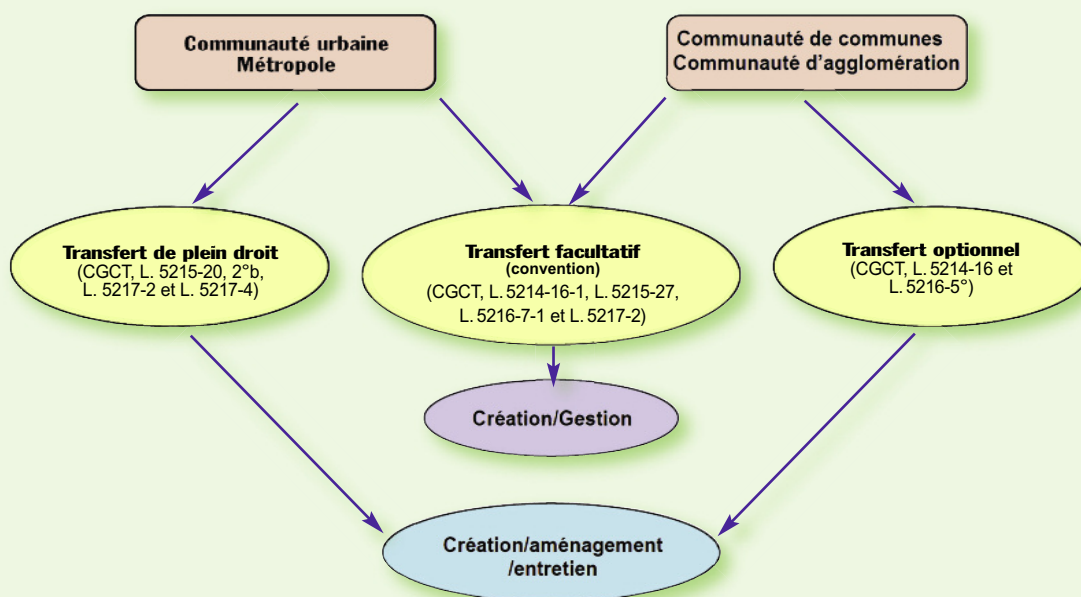 Communauté urbaine
Métropole
Communauté de communes
Communauté d'agglomération
Transfert de plein droit
(CGCT, L. 5215-20, 2°b,
L. 5217-2 et L. 5217-4)
Transfert facultatif
(convention)
(CGCT, L. 5214-16-1, L. 5215-27,
L. 5216-7-1 et L. 5217-2)
Transfert optionnel
(CGCT, L. 5214-16 et
L. 5216-5°)
Création/Gestion
Création/aménagement
/entretien